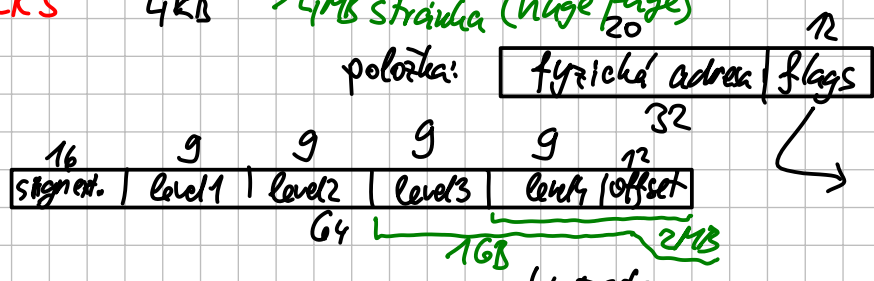 4KB 4MB stránka (huge page)
20 12
položka: fyzická adresa flags
32
16 9 9 9 9 12
sign ext. level1 level2 level3 level4 offset
64 1GB 2MB